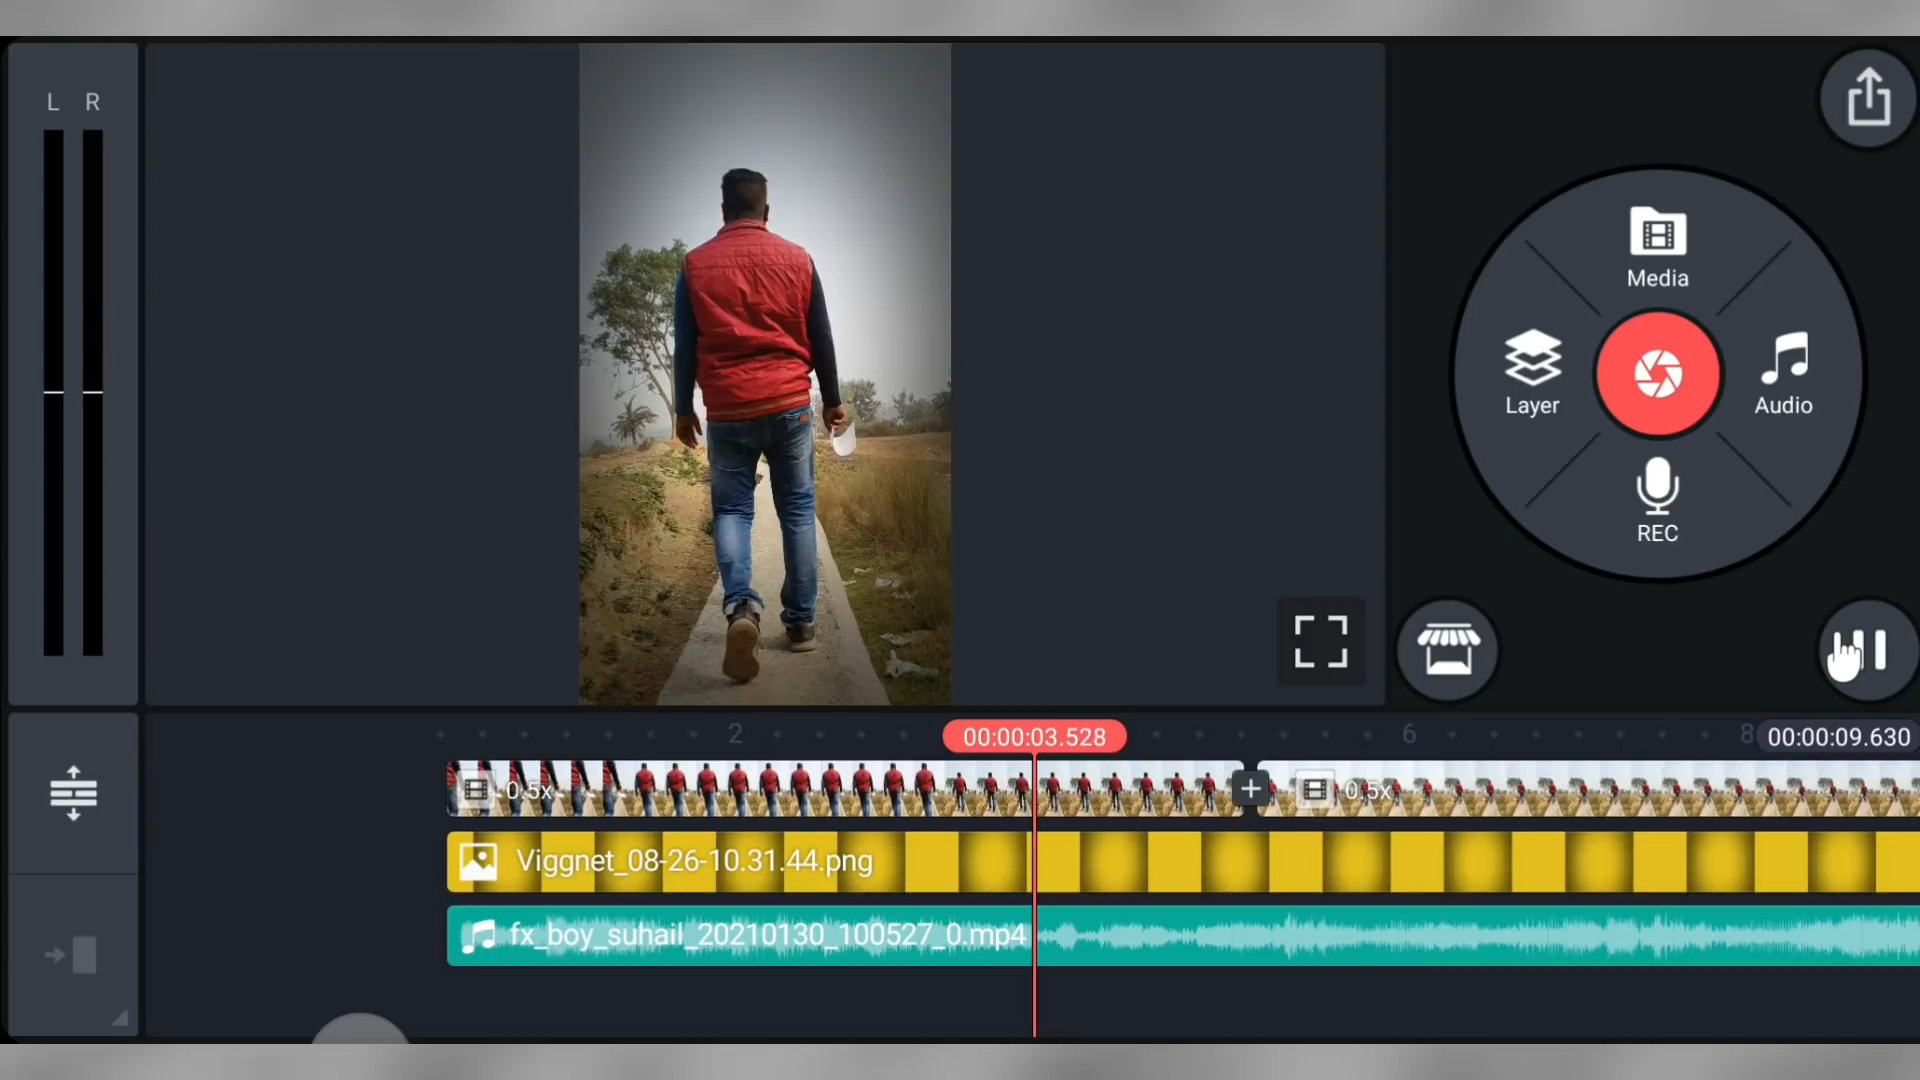 L R
Media
Layer
Audio
REC
2
00:00:03.528
6
8
00:00:09.630
0.5x
0.5x
Viggnet_08-26-10.31.44.png
fx_boy_suhail_20210130_100527_0.mp4